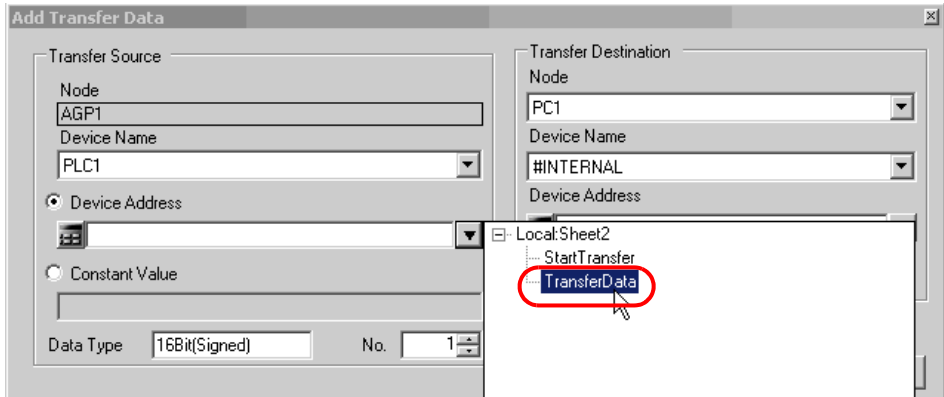 Add Transfer Data
Transfer Source
Node
AGP1
Device Name
PLC1
Device Address
Constant Value
Data Type 16Bit(Signed) No. 1
Transfer Destination
Node
PC1
Device Name
#INTERNAL
Device Address
Local:Sheet2
StartTransfer
TransferData